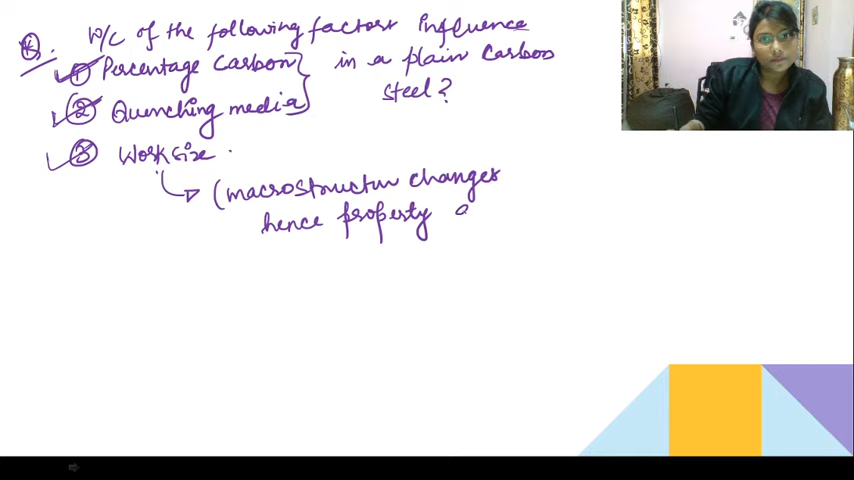 Q. W/C of the following factors Influence
① Percentage Carbon } in a plain Carbon
② Quenching media } steel?
③ Work size.
(macrostructur changes
hence property a